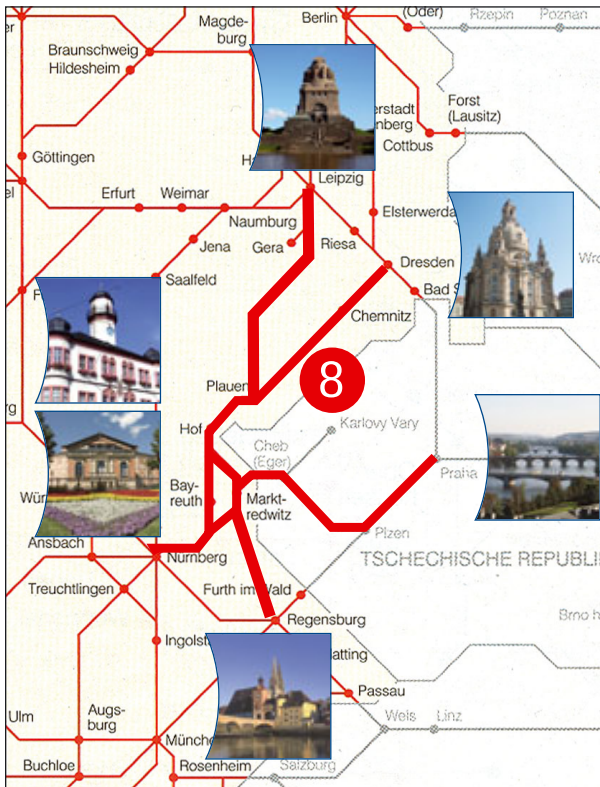 (Oder)
Rzepin
Poznan
Magde-
burg
Berlin
Braunschweig
Hildesheim
Forst
(Lausitz)
Cottbus
Göttingen
Leipzig
Erfurt
Weimar
Naumburg
Elsterwerda
Jena
Gera
Riesa
Dresden
Saalfeld
Bad S
Chemnitz
8
Plauen
Hof
Karlovy Vary
Cheb
(Eger)
Praha
Bay-
reuth
Markt-
redwitz
Wür
Plzen
Ansbach
Nürnberg
TSCHECHISCHE REPUBLI
Treuchtlingen
Furth im Wald
Regensburg
Brno h
Ingolst
atting
Passau
Ulm
Augs-
burg
Wels
Linz
Münche
Buchloe
Rosenheim
Salzburg